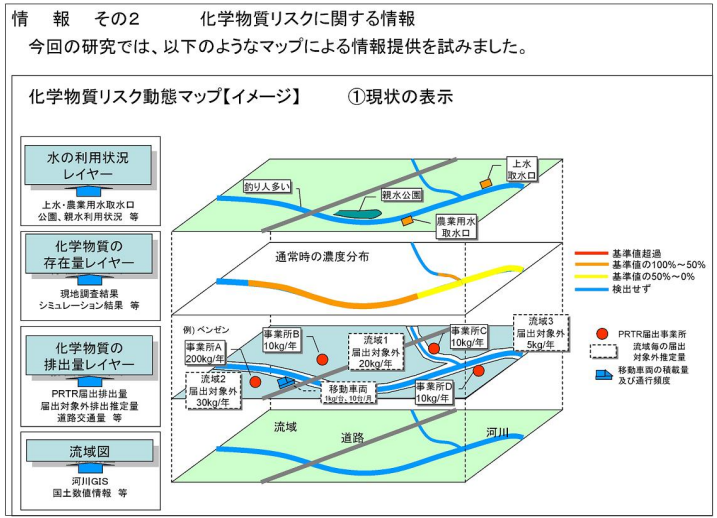 情　報　その２　　　化学物質リスクに関する情報
今回の研究では、以下のようなマップによる情報提供を試みました。
化学物質リスク動態マップ【イメージ】　　①現状の表示
水の利用状況
レイヤー
上水・農業用水取水口
公園、親水利用状況　等
釣り人多い
親水公園
上水
取水口
農業用水
取水口
化学物質の
存在量レイヤー
現地調査結果
シミュレーション結果　等
通常時の濃度分布
基準値超過
基準値の100%～50%
基準値の50%～0%
検出せず
化学物質の
排出量レイヤー
PRTR届出排出量
届出対象外排出推定量
道路交通量　等
例）ベンゼン
事業所A
200kg/年
事業所B
10kg/年
流域1
届出対象外
20kg/年
事業所C
10kg/年
流域3
届出対象外
5kg/年
流域2
届出対象外
30kg/年
移動車両
1kg/台、10台/月
事業所D
10kg/年
PRTR届出事業所
流域毎の届出
対象外推定量
移動車両の積載量
及び通行頻度
流域図
河川GIS
国土数値情報　等
流域
道路
河川